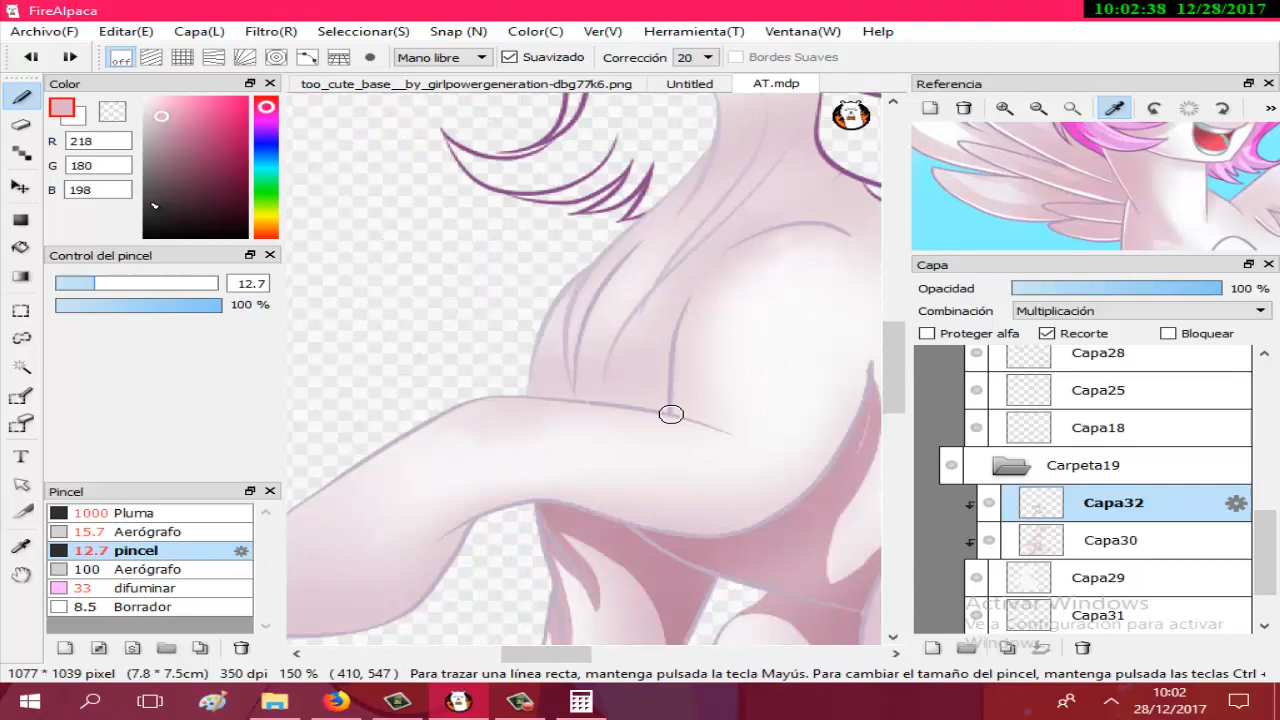 FireAlpaca
10:02:38 12/28/2017
Archivo(F) Editar(E) Capa(L) Filtro(R) Seleccionar(S) Snap (N) Color(C) Ver(V) Herramienta(T) Ventana(W) Help
off Mano libre Suavizado Corrección 20 Bordes Suaves
Color
too_cute_base__by_girlpowergeneration-dbg77k6.png Untitled AT.mdp
Referencia
R 218
G 180
B 198
Control del pincel
12.7
100 %
Capa
Opacidad 100 %
Combinación Multiplicación
Proteger alfa Recorte Bloquear
Capa28
Capa25
Capa18
Carpeta19
Capa32
Capa30
Capa29
Capa31
Pincel
1000 Pluma
15.7 Aerógrafo
12.7 pincel
100 Aerógrafo
33 difuminar
8.5 Borrador
Activar Windows
Ve a Configuración para activar
Windows.
1077 * 1039 pixel (7.8 * 7.5cm) 350 dpi 150 % ( 410, 547) Para trazar una línea recta, mantenga pulsada la tecla Mayús. Para cambiar el tamaño del pincel, mantenga pulsadas las teclas Ctrl +
10:02
28/12/2017